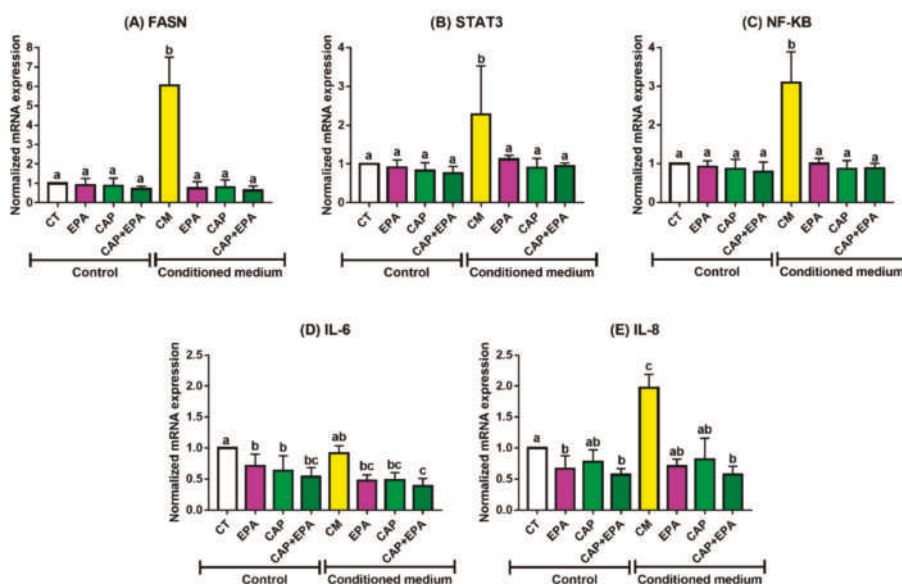 (A) FASN
Normalized mRNA expression
8
6
4
2
1
0
a
a
a
a
b
a
a
a
CT
EPA
CAP
CAP+EPA
CM
EPA
CAP
CAP+EPA
Control
Conditioned medium
(B) STAT3
Normalized mRNA expression
4
3
2
1
0
a
a
a
a
b
a
a
a
CT
EPA
CAP
CAP+EPA
CM
EPA
CAP
CAP+EPA
Control
Conditioned medium
(C) NF-KB
Normalized mRNA expression
4
3
2
1
0
a
a
a
a
b
a
a
a
CT
EPA
CAP
CAP+EPA
CM
EPA
CAP
CAP+EPA
Control
Conditioned medium
(D) IL-6
Normalized mRNA expression
2.5
2.0
1.5
1.0
0.5
0.0
a
b
b
bc
ab
bc
bc
c
CT
EPA
CAP
CAP+EPA
CM
EPA
CAP
CAP+EPA
Control
Conditioned medium
(E) IL-8
Normalized mRNA expression
2.5
2.0
1.5
1.0
0.5
0.0
a
b
ab
b
c
ab
ab
b
CT
EPA
CAP
CAP+EPA
CM
EPA
CAP
CAP+EPA
Control
Conditioned medium